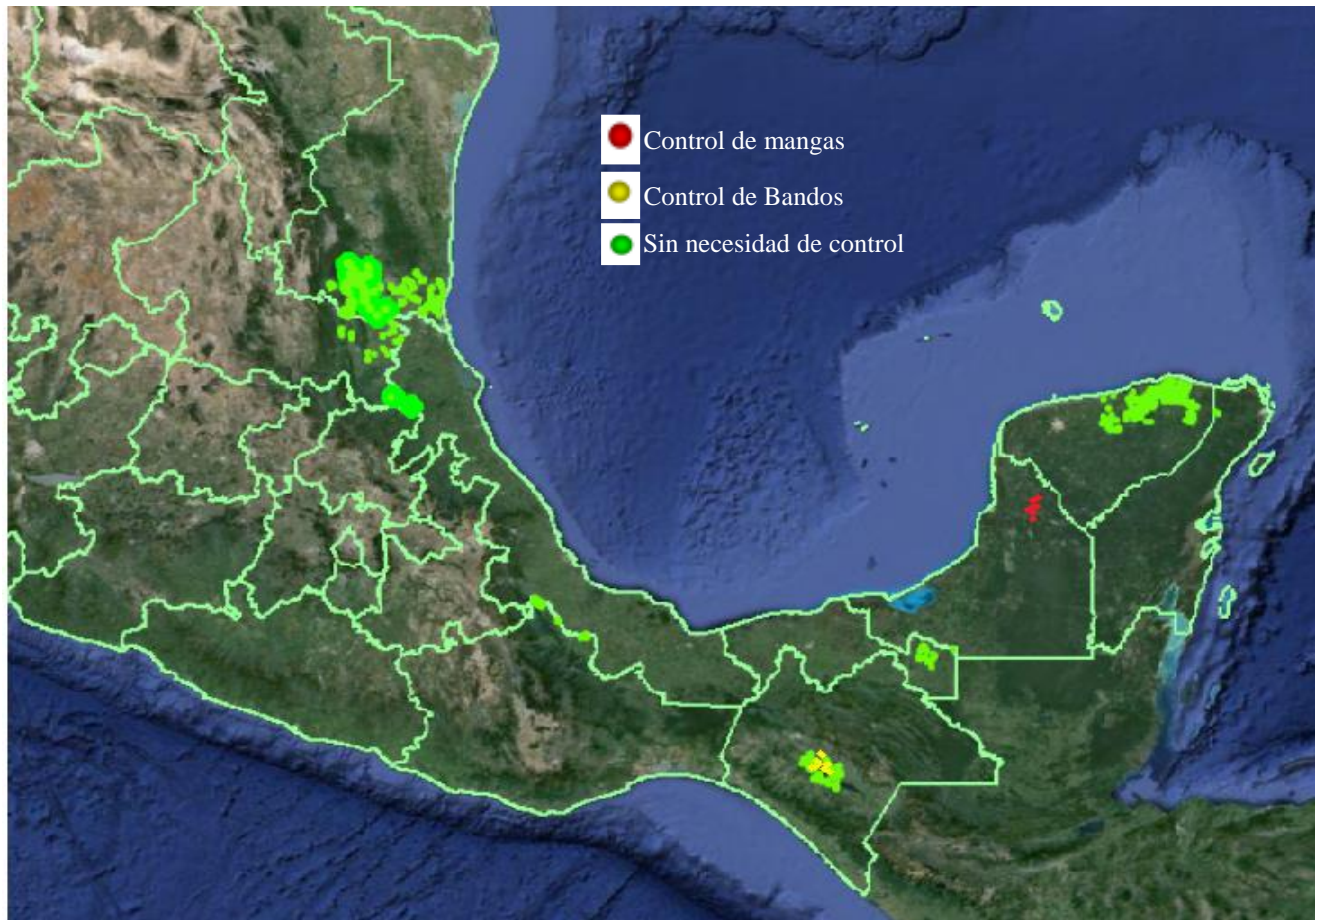 Control de mangas
Control de Bandos
Sin necesidad de control